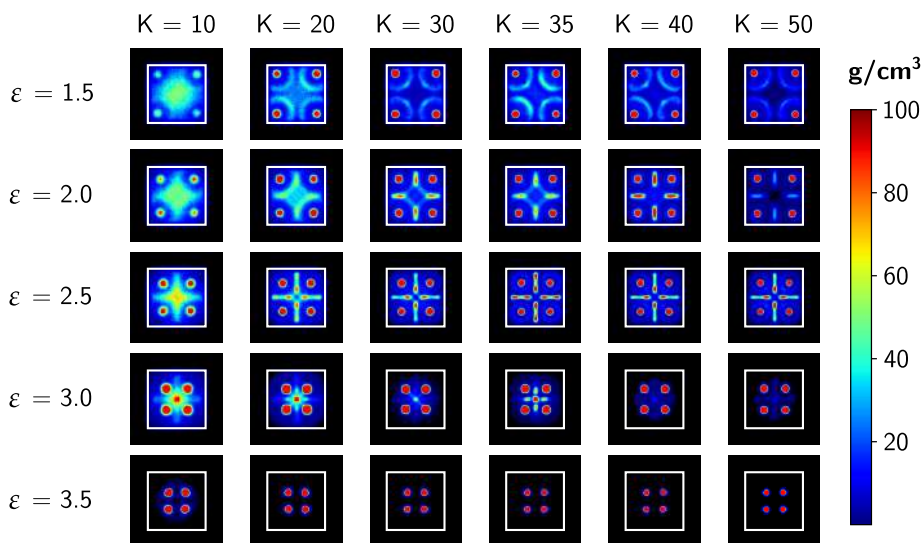 K = 10 K = 20 K = 30 K = 35 K = 40 K = 50
g/cm³
ε = 1.5
100
80
ε = 2.0
60
ε = 2.5
40
ε = 3.0
20
ε = 3.5